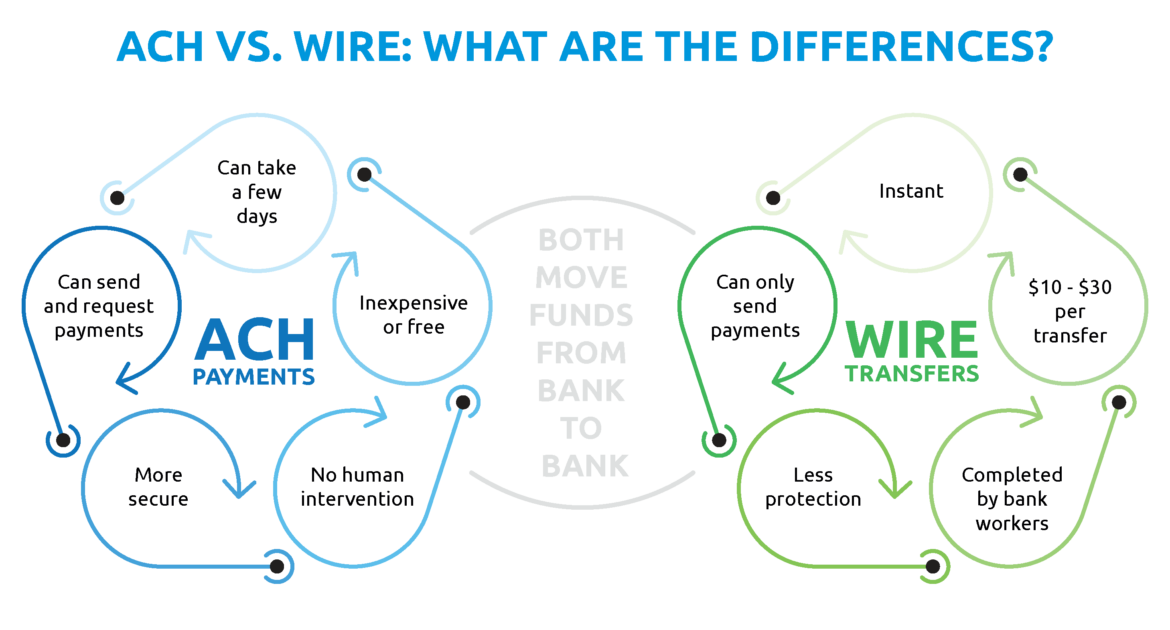 ACH VS. WIRE: WHAT ARE THE DIFFERENCES?
Can take
a few
days
Can send
and request
payments
Inexpensive
or free
ACH
PAYMENTS
More
secure
No human
intervention
BOTH
MOVE
FUNDS
FROM
BANK
TO
BANK
Instant
Can only
send
payments
$10 - $30
per
transfer
WIRE
TRANSFERS
Less
protection
Completed
by bank
workers